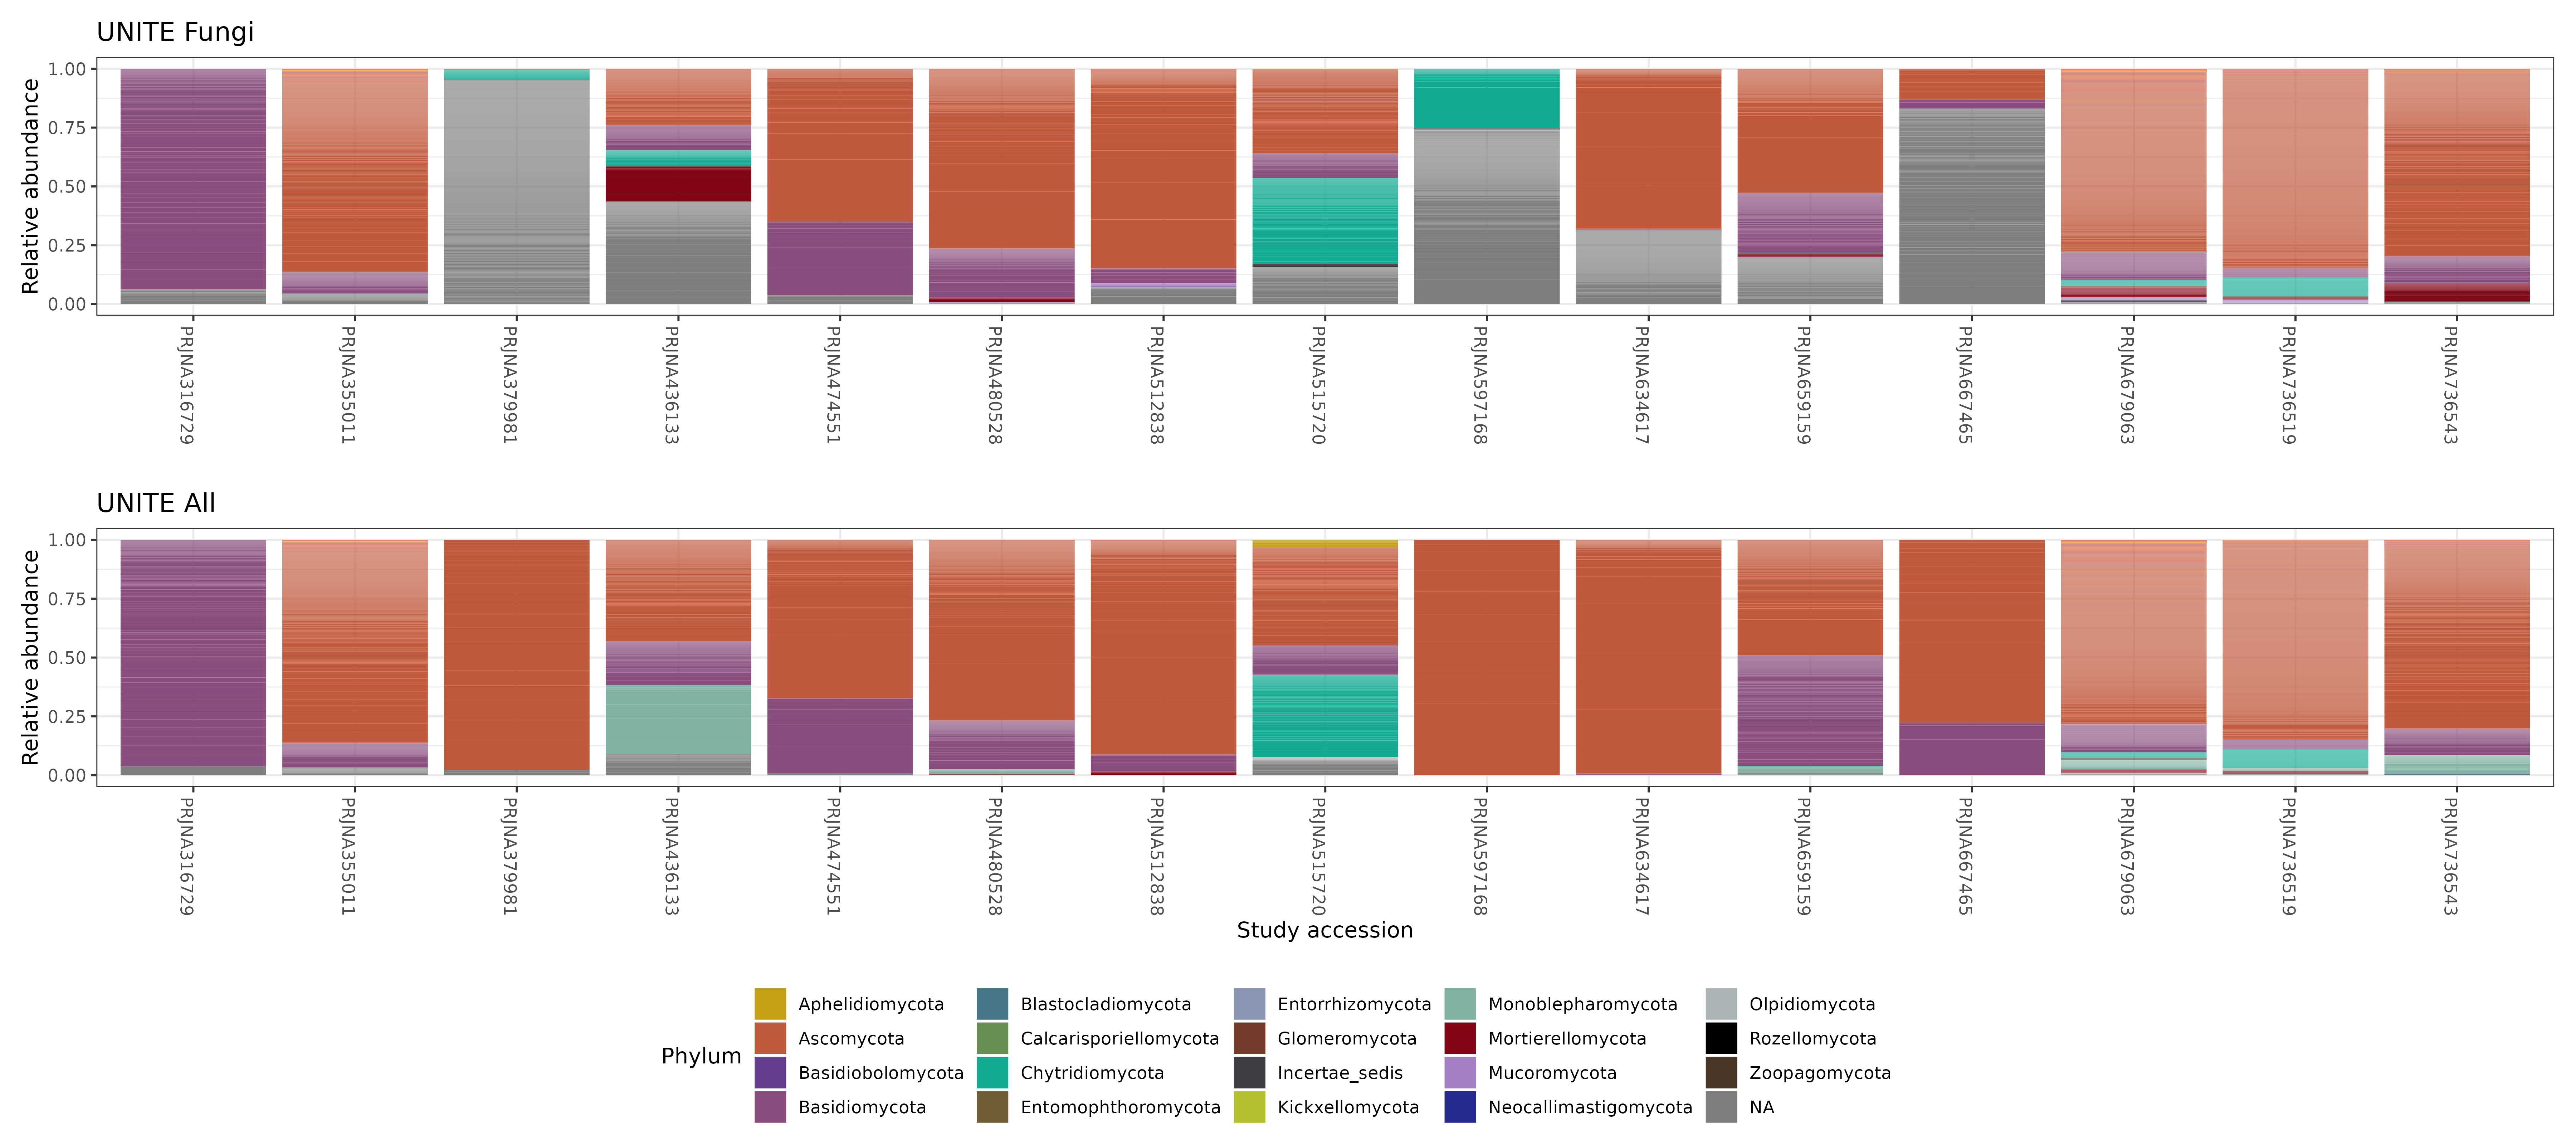 UNITE Fungi
Relative abundance
1.00
0.75
0.50
0.25
0.00
PRJNA316729
PRJNA355011
PRJNA379981
PRJNA436133
PRJNA474551
PRJNA480528
PRJNA512838
PRJNA515720
PRJNA597168
PRJNA634617
PRJNA659159
PRJNA667465
PRJNA679063
PRJNA736519
PRJNA736543
UNITE All
Relative abundance
1.00
0.75
0.50
0.25
0.00
PRJNA316729
PRJNA355011
PRJNA379981
PRJNA436133
PRJNA474551
PRJNA480528
PRJNA512838
PRJNA515720
PRJNA597168
PRJNA634617
PRJNA659159
PRJNA667465
PRJNA679063
PRJNA736519
PRJNA736543
Study accession
Phylum
Aphelidiomycota
Ascomycota
Basidiobolomycota
Basidiomycota
Blastocladiomycota
Calcarisporiellomycota
Chytridiomycota
Entomophthoromycota
Entorrhizomycota
Glomeromycota
Incertae_sedis
Kickxellomycota
Monoblepharomycota
Mortierellomycota
Mucoromycota
Neocallimastigomycota
Olpidiomycota
Rozellomycota
Zoopagomycota
NA